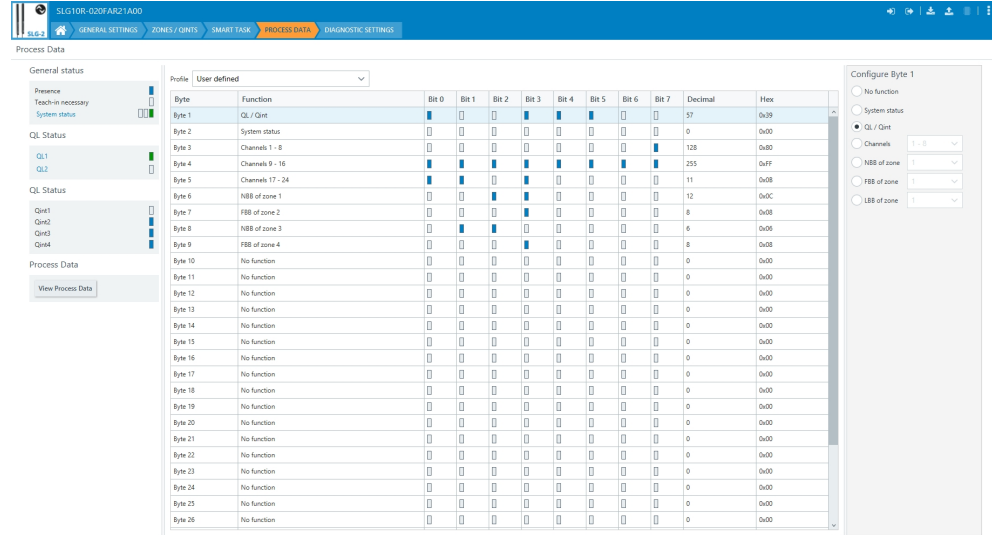 SLG10R-020FAR21A00
SLG-2
GENERAL SETTINGS
ZONES / QINTS
SMART TASK
PROCESS DATA
DIAGNOSTIC SETTINGS
Process Data
General status
Presence
Teach-in necessary
System status
QL Status
QL1
QL2
QL Status
Qint1
Qint2
Qint3
Qint4
Process Data
View Process Data
Profile User defined
Byte Function Bit 0 Bit 1 Bit 2 Bit 3 Bit 4 Bit 5 Bit 6 Bit 7 Decimal Hex
Byte 1 QL / Qint 57 0x39
Byte 2 System status 0 0x00
Byte 3 Channels 1 - 8 128 0x80
Byte 4 Channels 9 - 16 255 0xFF
Byte 5 Channels 17 - 24 11 0x0B
Byte 6 NBB of zone 1 12 0x0C
Byte 7 FBB of zone 2 8 0x08
Byte 8 NBB of zone 3 6 0x06
Byte 9 FBB of zone 4 8 0x08
Byte 10 No function 0 0x00
Byte 11 No function 0 0x00
Byte 12 No function 0 0x00
Byte 13 No function 0 0x00
Byte 14 No function 0 0x00
Byte 15 No function 0 0x00
Byte 16 No function 0 0x00
Byte 17 No function 0 0x00
Byte 18 No function 0 0x00
Byte 19 No function 0 0x00
Byte 20 No function 0 0x00
Byte 21 No function 0 0x00
Byte 22 No function 0 0x00
Byte 23 No function 0 0x00
Byte 24 No function 0 0x00
Byte 25 No function 0 0x00
Byte 26 No function 0 0x00
Configure Byte 1
No function
System status
QL / Qint
Channels 1 - 8
NBB of zone 1
FBB of zone 1
LBB of zone 1